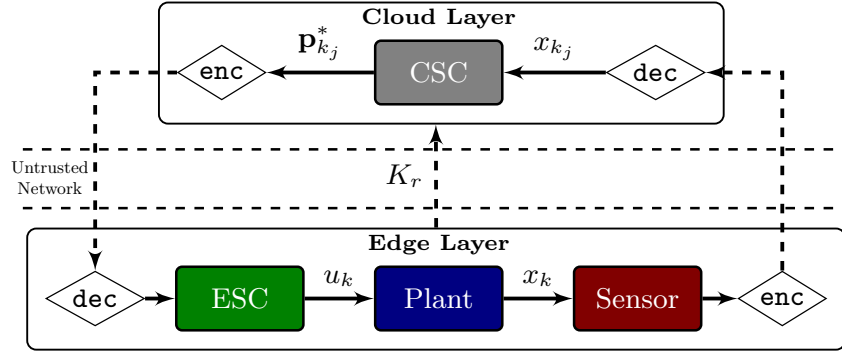 Cloud Layer
enc
p*_{k_j}
CSC
x_{k_j}
dec
Untrusted
Network
K_r
Edge Layer
dec
ESC
u_k
Plant
x_k
Sensor
enc